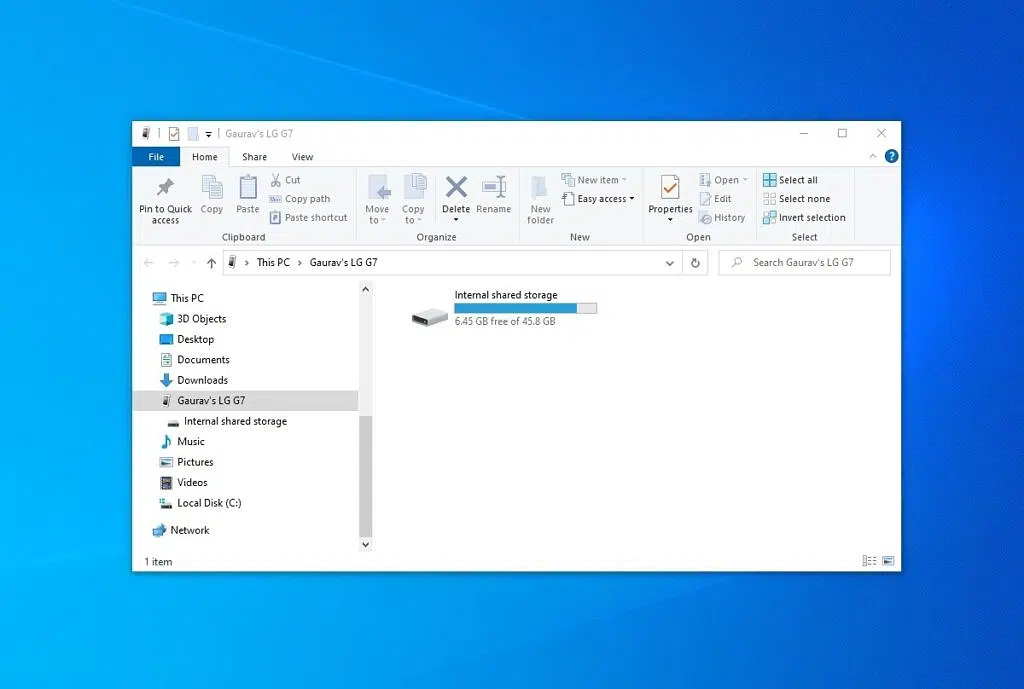 Gaurav's LG G7
File Home Share View
Pin to Quick access
Copy
Paste
Cut
Copy path
Paste shortcut
Clipboard
Move to
Copy to
Delete
Rename
Organize
New folder
New item
Easy access
New
Properties
Open
Edit
History
Open
Select all
Select none
Invert selection
Select
This PC > Gaurav's LG G7
Search Gaurav's LG G7
This PC
3D Objects
Desktop
Documents
Downloads
Gaurav's LG G7
Internal shared storage
Music
Pictures
Videos
Local Disk (C:)
Network
Internal shared storage
6.45 GB free of 45.8 GB
1 item